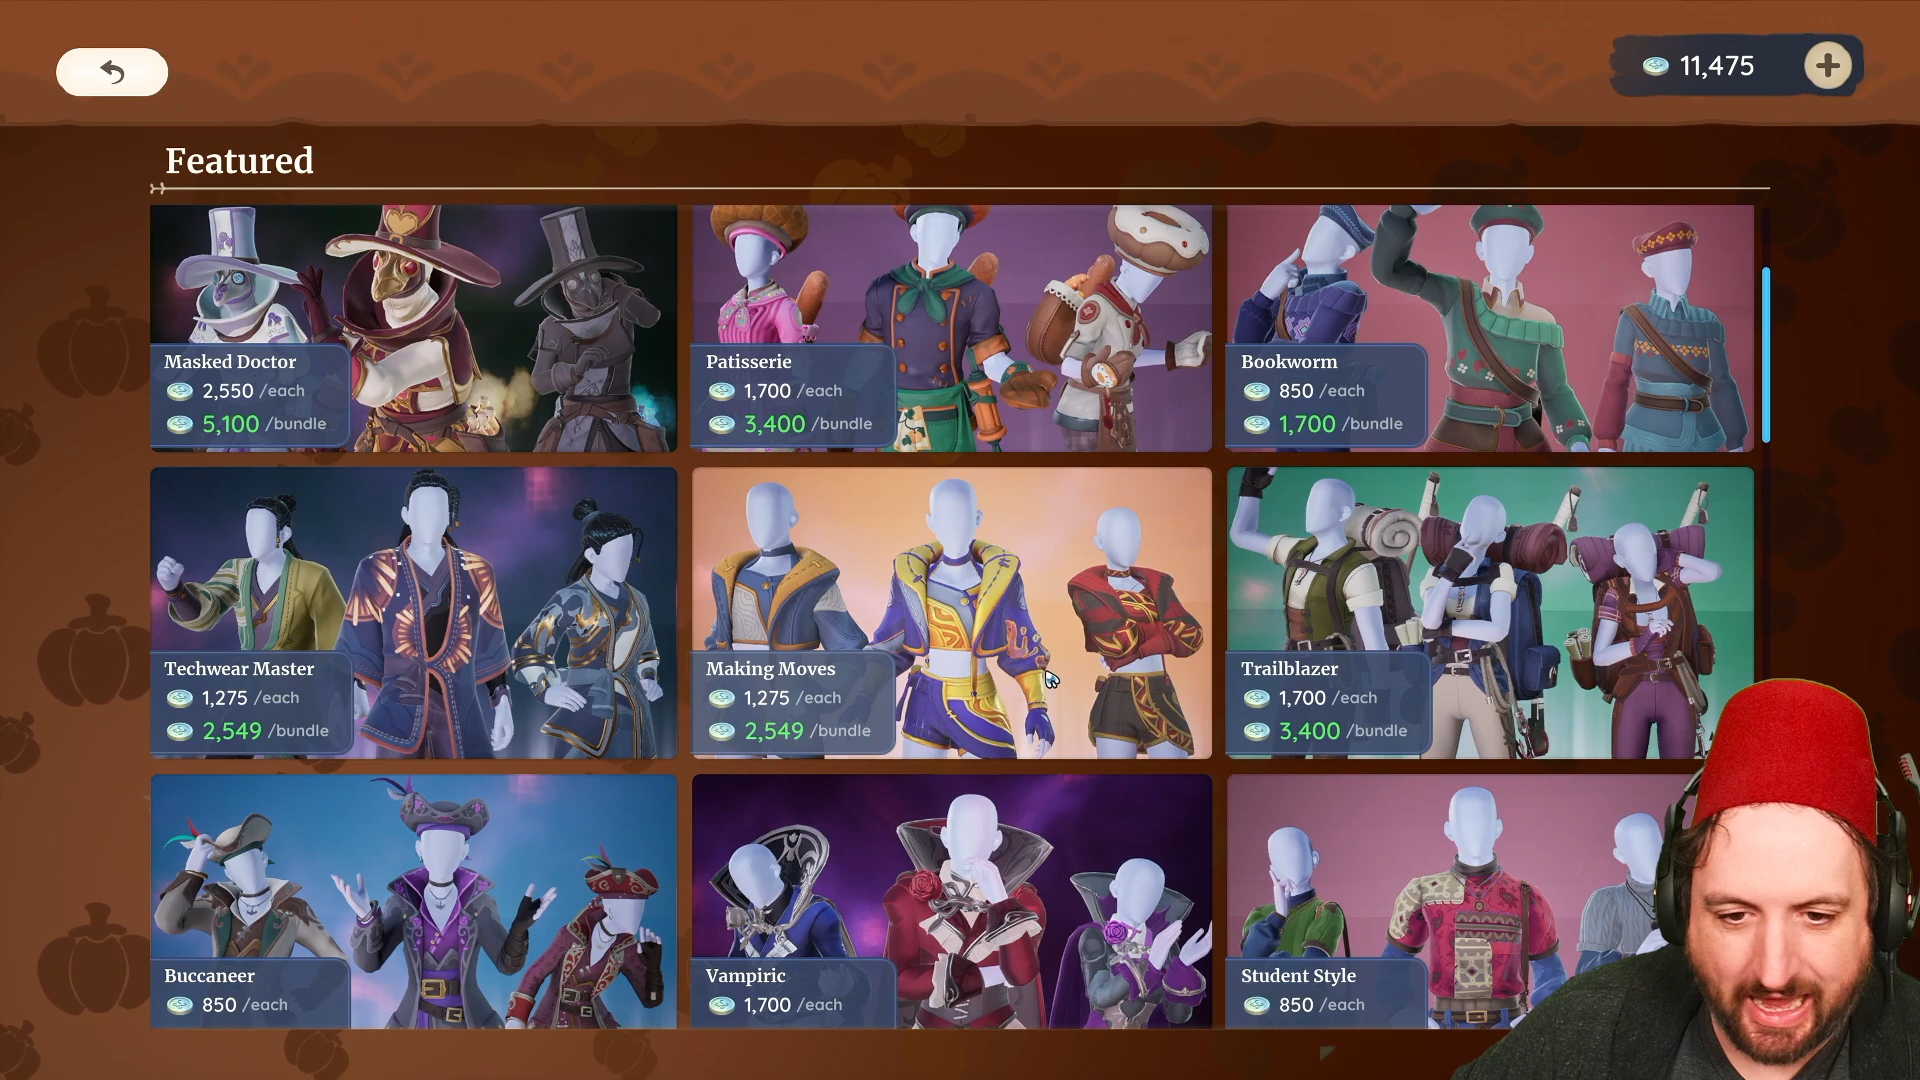 11,475
Featured
Masked Doctor
2,550 /each
5,100 /bundle
Patisserie
1,700 /each
3,400 /bundle
Bookworm
850 /each
1,700 /bundle
Techwear Master
1,275 /each
2,549 /bundle
Making Moves
1,275 /each
2,549 /bundle
Trailblazer
1,700 /each
3,400 /bundle
Buccaneer
850 /each
Vampiric
1,700 /each
Student Style
850 /each